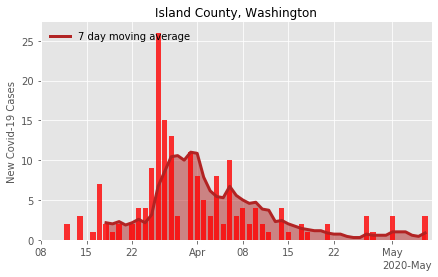 Island County, Washington
7 day moving average
New Covid-19 Cases
25
20
15
10
5
0
08
15
22
Apr
08
15
22
May
2020-May